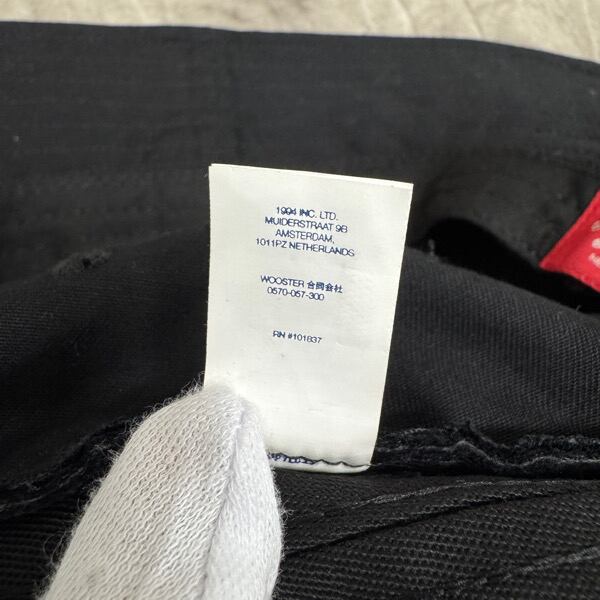 1994 INC. LTD.
MUIDERSTRAAT 9B
AMSTERDAM,
1011PZ NETHERLANDS
WOOSTER 合同会社
0570-057-300
RN #101837